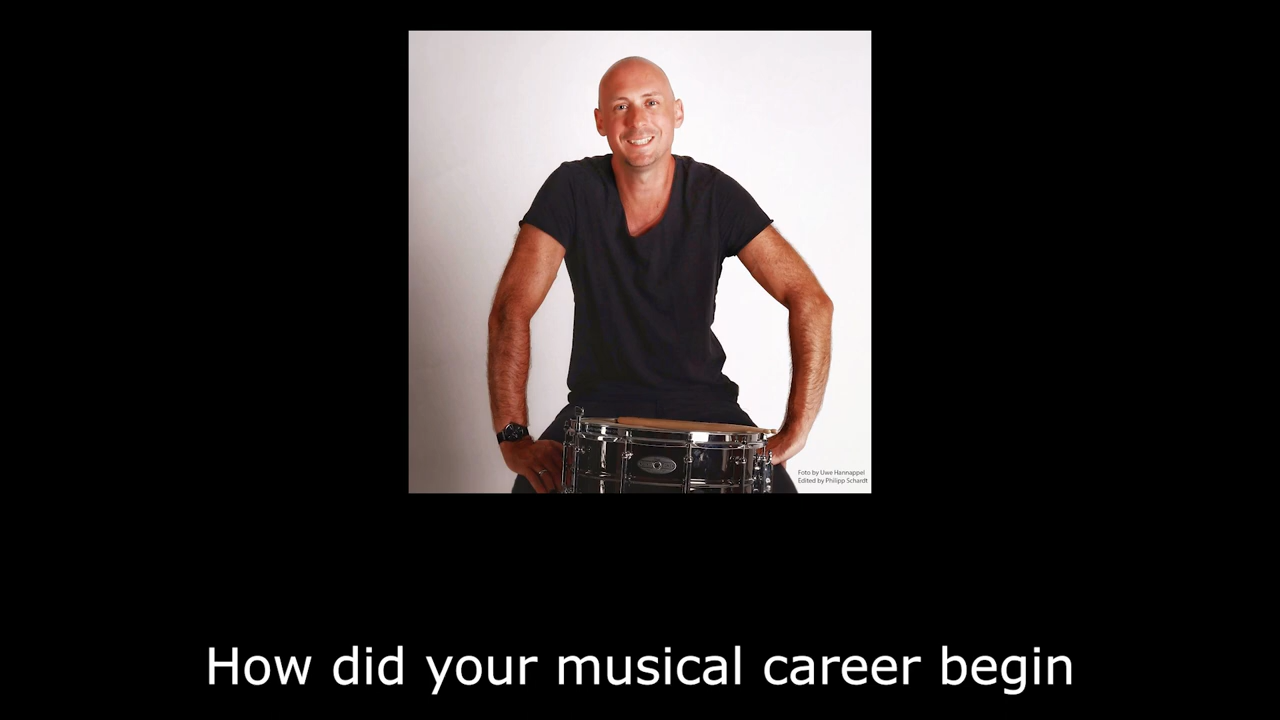 Foto by Uwe Hannappel
Edited by Philipp Schardt
How did your musical career begin